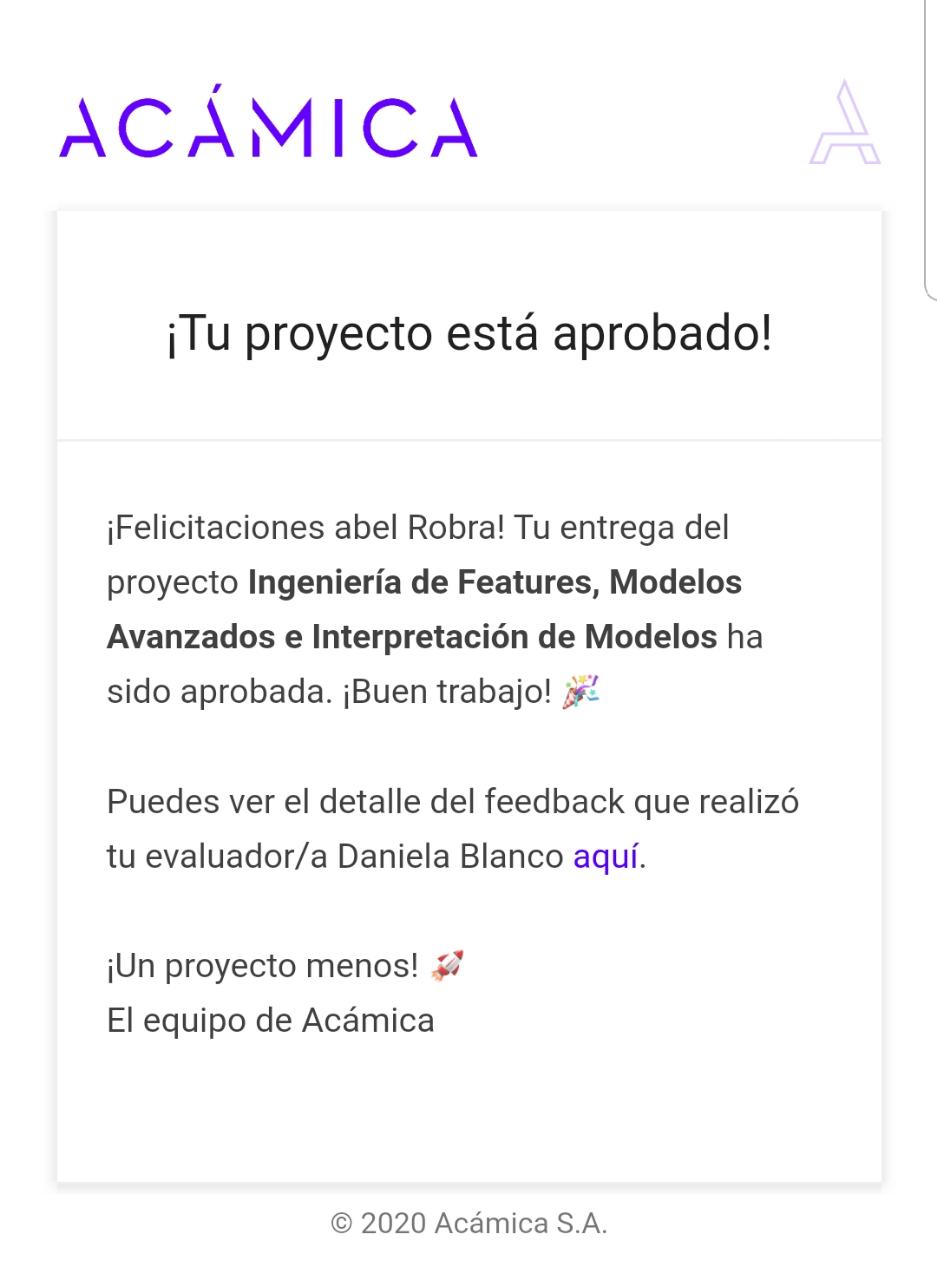 ACÁMICA
¡Tu proyecto está aprobado!
¡Felicitaciones abel Robra! Tu entrega del
proyecto Ingeniería de Features, Modelos
Avanzados e Interpretación de Modelos ha
sido aprobada. ¡Buen trabajo! 🎉
Puedes ver el detalle del feedback que realizó
tu evaluador/a Daniela Blanco aquí.
¡Un proyecto menos! 🚀
El equipo de Acámica
© 2020 Acámica S.A.